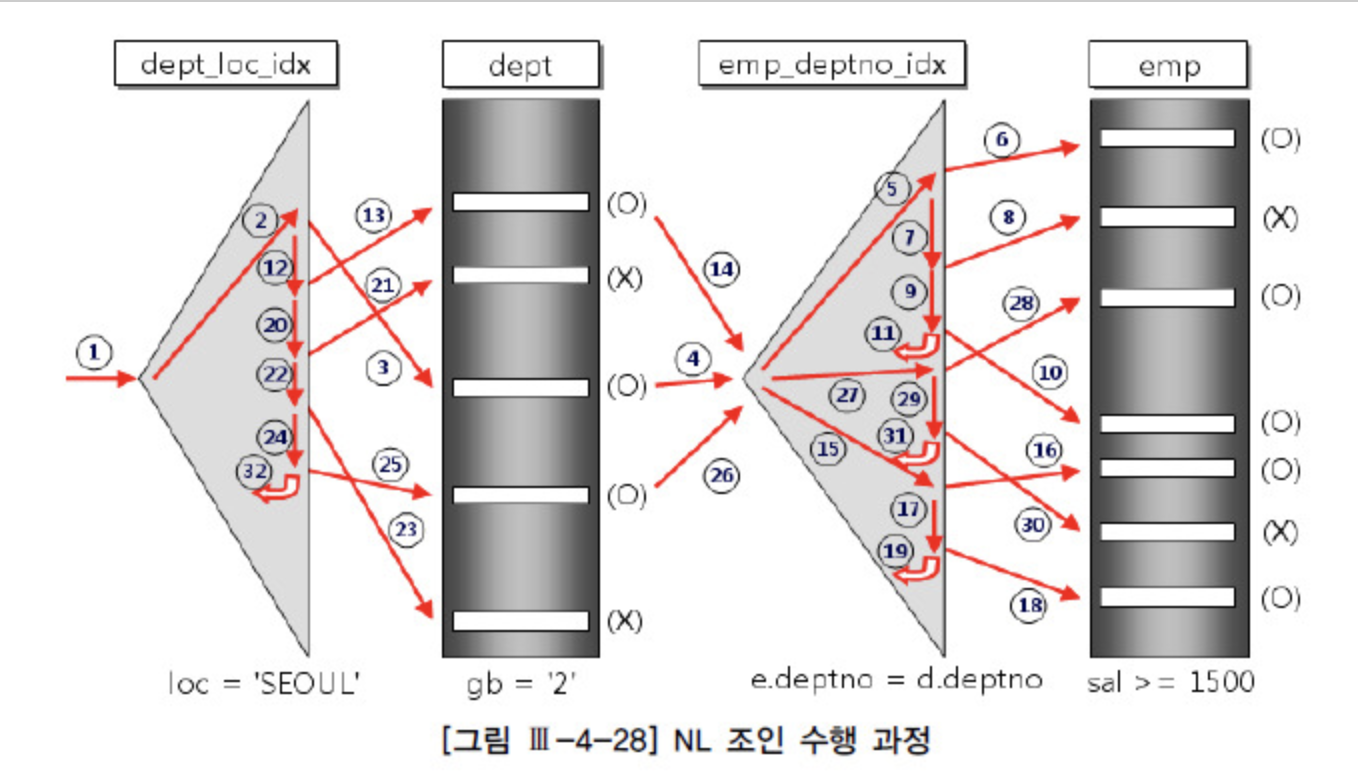 dept_loc_idx
dept
emp_deptno_idx
emp
1
2
12
20
22
24
32
13
21
3
25
23
(O)
(X)
(O)
(O)
(X)
14
4
26
5
7
9
11
27
29
31
15
17
19
6
8
28
10
16
30
18
(O)
(X)
(O)
(O)
(O)
(X)
(O)
loc = 'SEOUL'
gb = '2'
e.deptno = d.deptno
sal >= 1500
[그림 Ⅲ-4-28] NL 조인 수행 과정